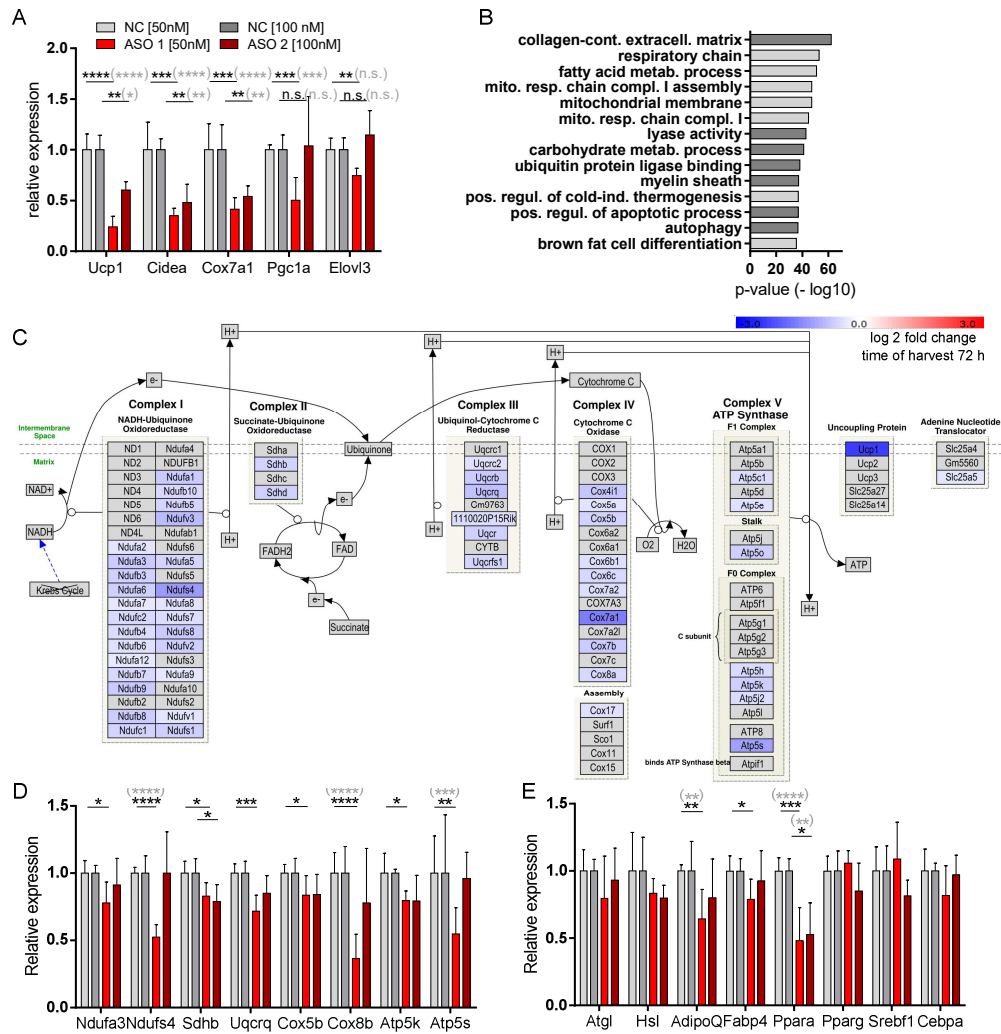 A
NC [50nM] NC [100 nM]
ASO 1 [50nM] ASO 2 [100nM]
relative expression
2.0
1.5
1.0
0.5
0.0
****(****) ***(****) ***(****) ***(***) **(n.s.)
**(*) **(**) **(**) n.s.(n.s.) n.s.(n.s.)
Ucp1 Cidea Cox7a1 Pgc1a Elovl3
B
collagen-cont. extracell. matrix
respiratory chain
fatty acid metab. process
mito. resp. chain compl. I assembly
mitochondrial membrane
mito. resp. chain compl. I
lyase activity
carbohydrate metab. process
ubiquitin protein ligase binding
myelin sheath
pos. regul. of cold-ind. thermogenesis
pos. regul. of apoptotic process
autophagy
brown fat cell differentiation
0 20 40 60 80
p-value (- log10)
C
-3.0 0.0 3.0
log 2 fold change
time of harvest 72 h
H+
H+
H+
e-
Cytochrome C
Intermembrane
Space
Matrix
NAD+
NADH
Krebs Cycle
Complex I
NADH-Ubiquinone
Oxidoreductase
ND1 Ndufa4
ND2 NDUFB1
ND3 Ndufa1
ND4 Ndufb10
ND5 Ndufb5
ND6 Ndufv3
ND4L Ndufab1
Ndufa2 Ndufs6
Ndufa3 Ndufa5
Ndufb3 Ndufs5
Ndufa6 Ndufs4
Ndufa7 Ndufa8
Ndufc2 Ndufs7
Ndufb4 Ndufs8
Ndufb6 Ndufv2
Ndufa12 Ndufs3
Ndufb7 Ndufa9
Ndufb9 Ndufa10
Ndufb2 Ndufs2
Ndufb8 Ndufv1
Ndufc1 Ndufs1
H+
Complex II
Succinate-Ubiquinone
Oxidoreductase
Sdha
Sdhb
Sdhc
Sdhd
FADH2
FAD
e-
e-
Succinate
Ubiquinone
Complex III
Ubiquinol-Cytochrome C
Reductase
Uqcrc1
Uqcrc2
Uqcrb
Uqcrq
Gm9763
1110020P15Rik
Uqcr
CYTB
Uqcrfs1
H+
Complex IV
Cytochrome C
Oxidase
COX1
COX2
COX3
Cox4i1
Cox5a
Cox5b
Cox6a2
Cox6a1
Cox6b1
Cox6c
Cox7a2
COX7A3
Cox7a1
Cox7a2l
Cox7b
Cox7c
Cox8a
Assembly
Cox17
Surf1
Sco1
Cox11
Cox15
H+
O2
H2O
Complex V
ATP Synthase
F1 Complex
Atp5a1
Atp5b
Atp5c1
Atp5d
Atp5e
Stalk
Atp5j
Atp5o
F0 Complex
ATP6
Atp5f1
C subunit
Atp5g1
Atp5g2
Atp5g3
Atp5h
Atp5k
Atp5j2
Atp5l
ATP8
Atp5s
binds ATP Synthase beta
Atpif1
H+
ATP
Uncoupling Protein
Ucp1
Ucp2
Ucp3
Slc25a27
Slc25a14
Adenine Nucleotide
Translocator
Slc25a4
Gm5560
Slc25a5
D
Relative expression
1.5
1.0
0.5
0.0
(****) (****) (***)
* **** * *** * **** * **
*
Ndufa3 Ndufs4 Sdhb Uqcrq Cox5b Cox8b Atp5k Atp5s
E
Relative expression
1.5
1.0
0.5
0.0
(**) (****)
** * ***
(**)
*
Atgl Hsl AdipoQ Fabp4 Ppara Pparg Srebf1 Cebpa